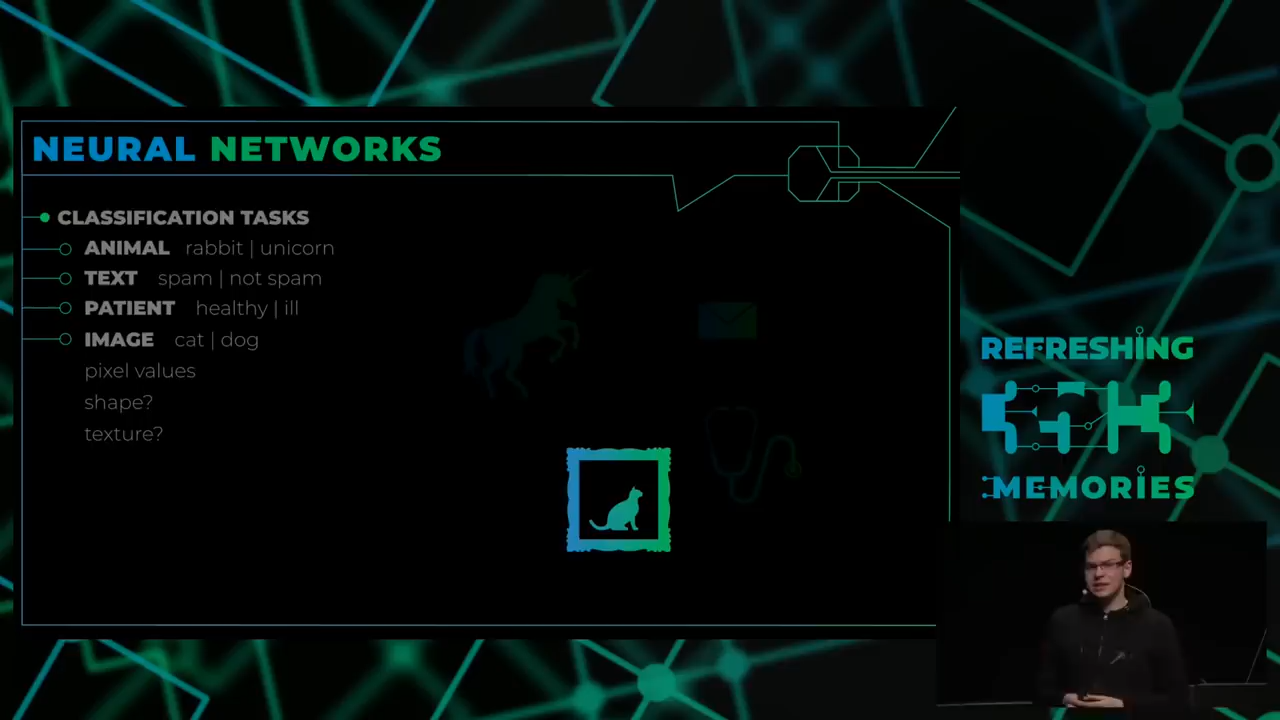 NEURAL NETWORKS
CLASSIFICATION TASKS
ANIMAL rabbit | unicorn
TEXT spam | not spam
PATIENT healthy | ill
IMAGE cat | dog
pixel values
shape?
texture?
REFRESHING
35C3
MEMORIES